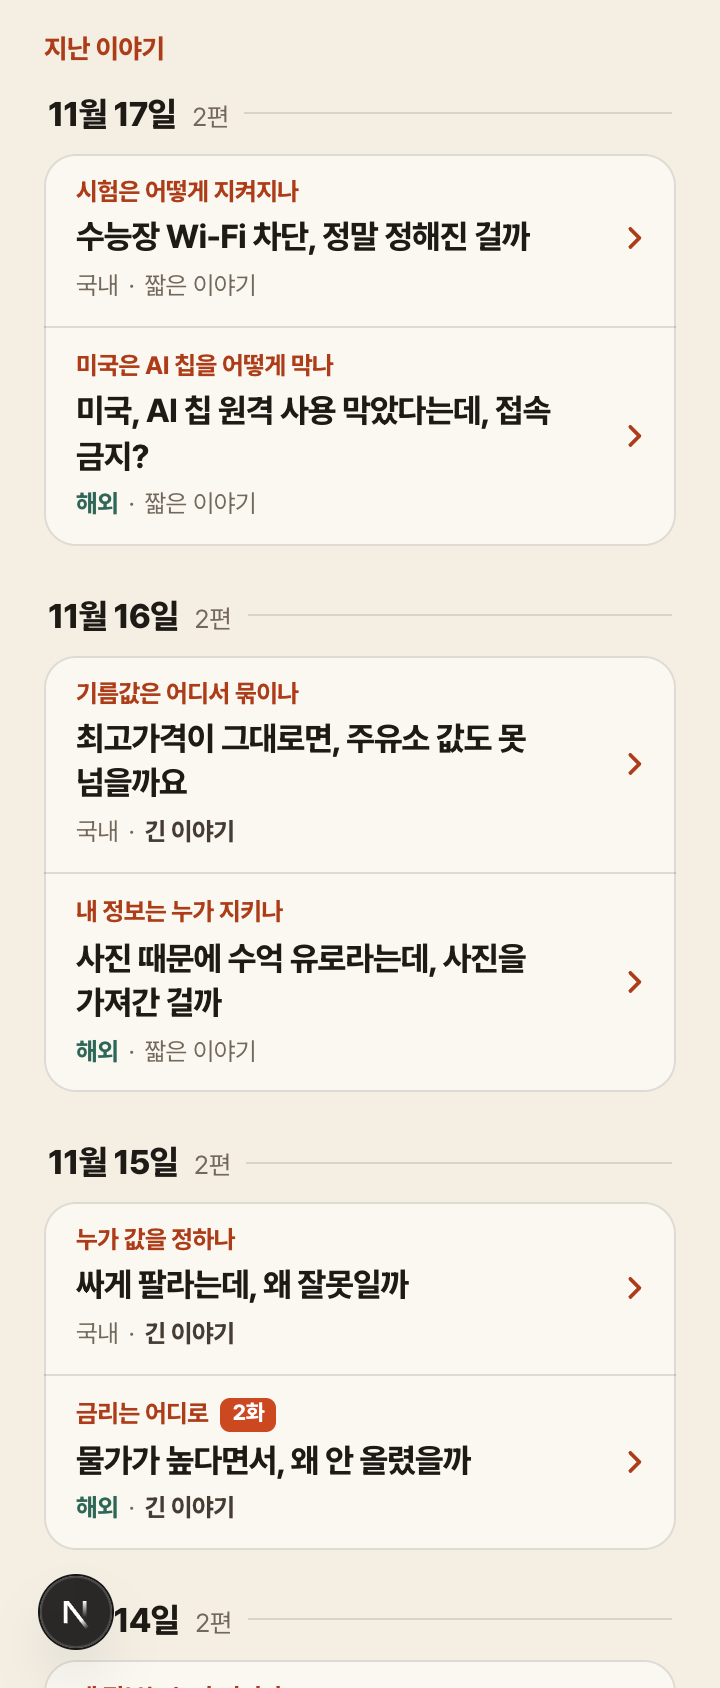 지난 이야기
11월 17일 2편
시험은 어떻게 지켜지나
수능장 Wi-Fi 차단, 정말 정해진 걸까
국내 · 짧은 이야기
미국은 AI 칩을 어떻게 막나
미국, AI 칩 원격 사용 막았다는데, 접속
금지?
해외 · 짧은 이야기
11월 16일 2편
기름값은 어디서 묶이나
최고가격이 그대로면, 주유소 값도 못
넘을까요
국내 · 긴 이야기
내 정보는 누가 지키나
사진 때문에 수억 유로라는데, 사진을
가져간 걸까
해외 · 짧은 이야기
11월 15일 2편
누가 값을 정하나
싸게 팔라는데, 왜 잘못일까
국내 · 긴 이야기
금리는 어디로 2화
물가가 높다면서, 왜 안 올렸을까
해외 · 긴 이야기
N
14일 2편